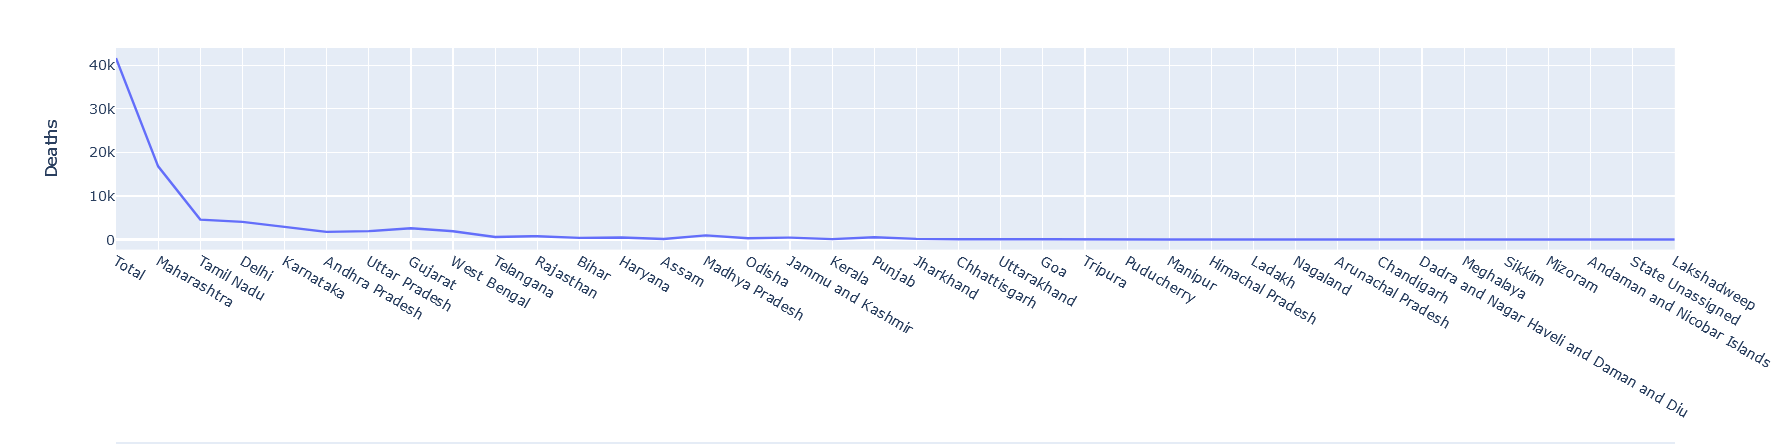 Deaths
40k
30k
20k
10k
0
Total
Maharashtra
Tamil Nadu
Delhi
Karnataka
Andhra Pradesh
Uttar Pradesh
Gujarat
West Bengal
Telangana
Rajasthan
Bihar
Haryana
Assam
Madhya Pradesh
Odisha
Jammu and Kashmir
Kerala
Punjab
Jharkhand
Chhattisgarh
Uttarakhand
Goa
Tripura
Puducherry
Manipur
Himachal Pradesh
Ladakh
Nagaland
Arunachal Pradesh
Chandigarh
Dadra and Nagar Haveli and Daman and Diu
Meghalaya
Sikkim
Mizoram
Andaman and Nicobar Islands
State Unassigned
Lakshadweep